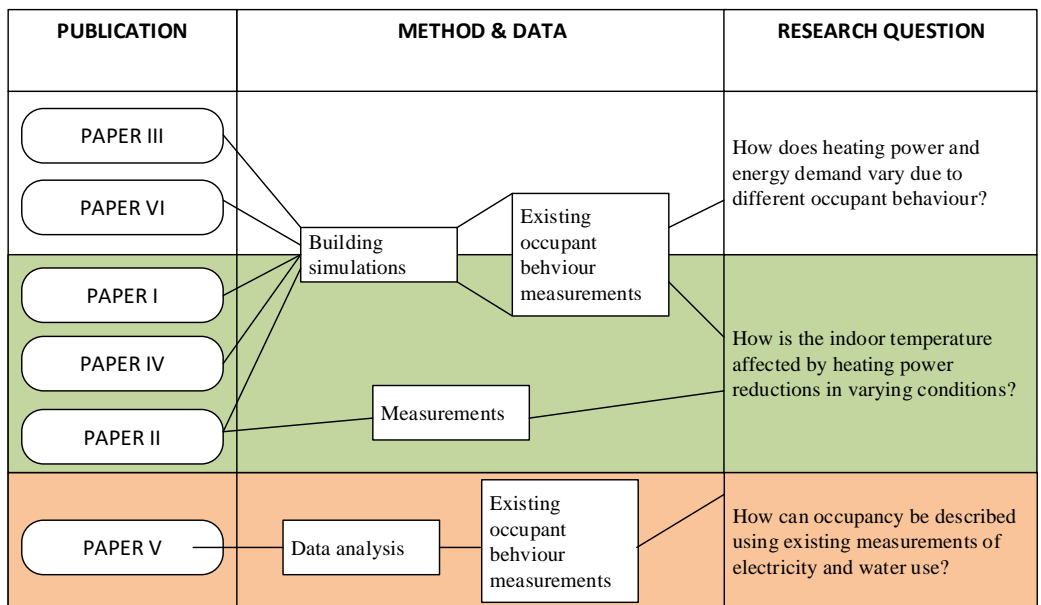 PUBLICATION
METHOD & DATA
RESEARCH QUESTION
PAPER III
PAPER VI
Building
simulations
Existing
occupant
behviour
measurements
How does heating power and
energy demand vary due to
different occupant behaviour?
PAPER I
PAPER IV
PAPER II
Measurements
How is the indoor temperature
affected by heating power
reductions in varying conditions?
PAPER V
Data analysis
Existing
occupant
behviour
measurements
How can occupancy be described
using existing measurements of
electricity and water use?